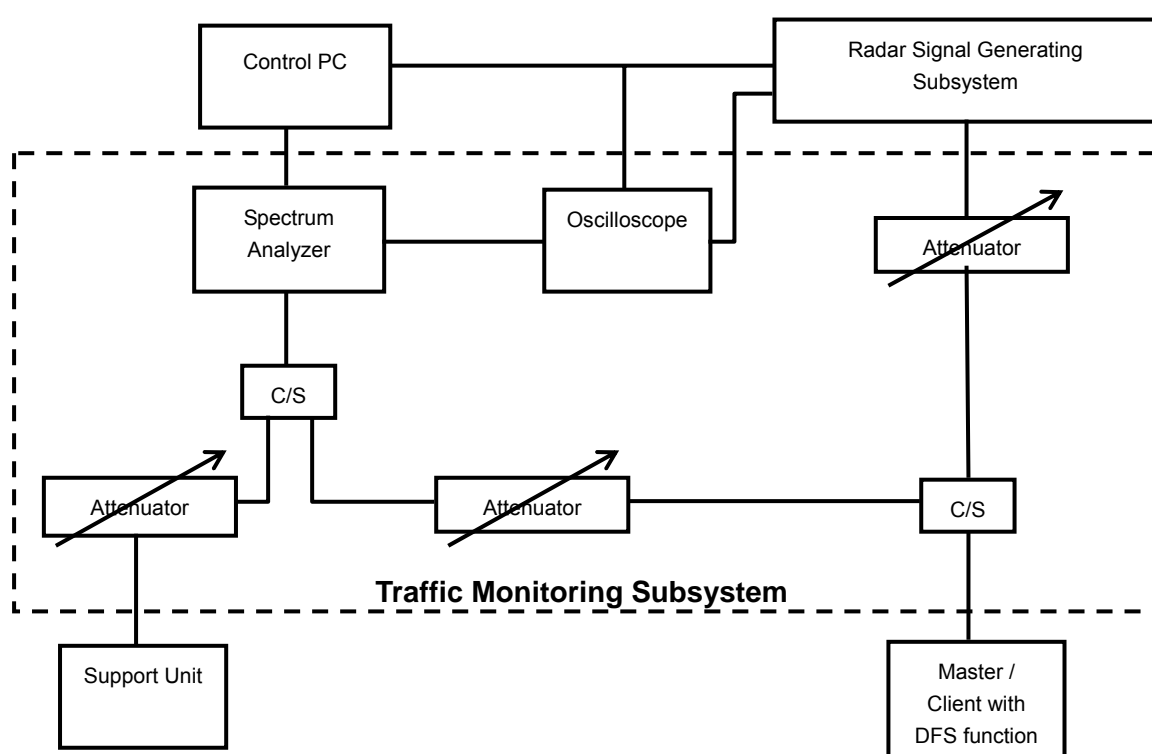 Control PC
Radar Signal Generating
Subsystem
Spectrum
Analyzer
Oscilloscope
Attenuator
C/S
Attenuator
Attenuator
C/S
Traffic Monitoring Subsystem
Support Unit
Master /
Client with
DFS function